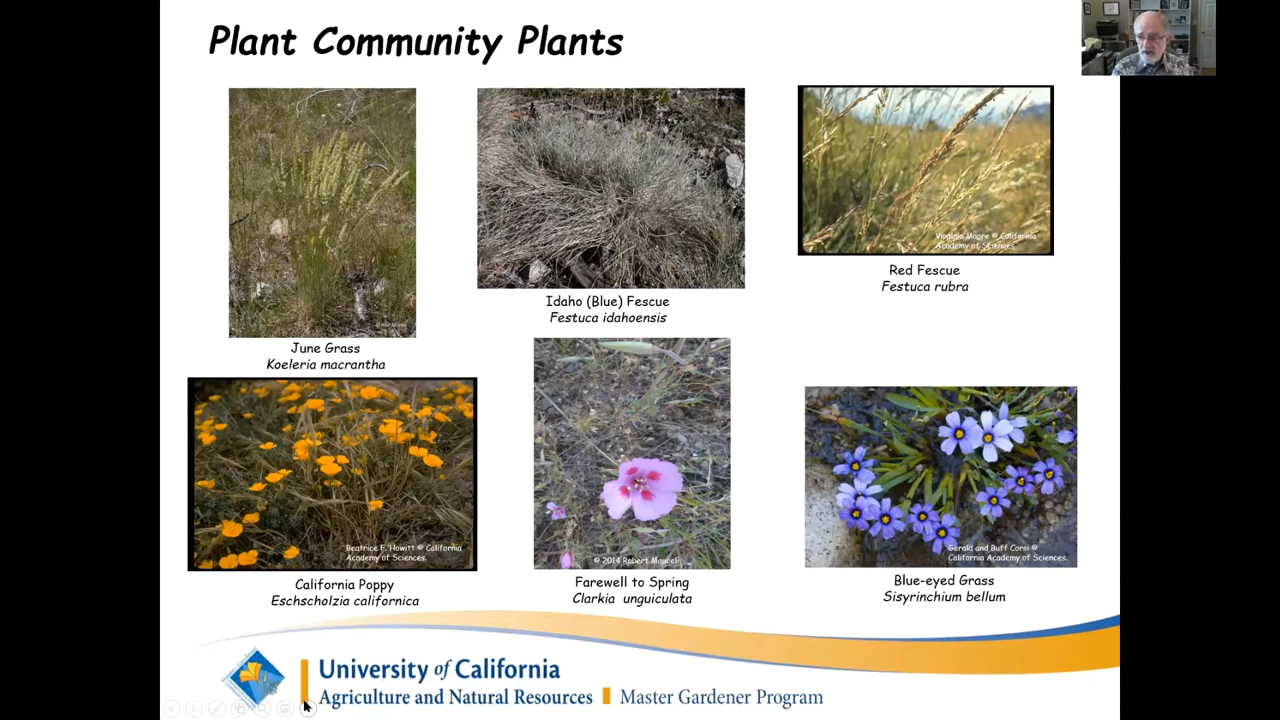 Plant Community Plants
Virginia Moore © California
Academy of Sciences
Red Fescue
Festuca rubra
Idaho (Blue) Fescue
Festuca idahoensis
June Grass
Koeleria macrantha
Beatrice F. Howitt © California
Academy of Sciences.
© 2014 Robert Mauceli
Gerald and Buff Corsi ©
California Academy of Sciences.
California Poppy
Eschscholzia californica
Farewell to Spring
Clarkia unguiculata
Blue-eyed Grass
Sisyrinchium bellum
University of California
Agriculture and Natural Resources
Master Gardener Program